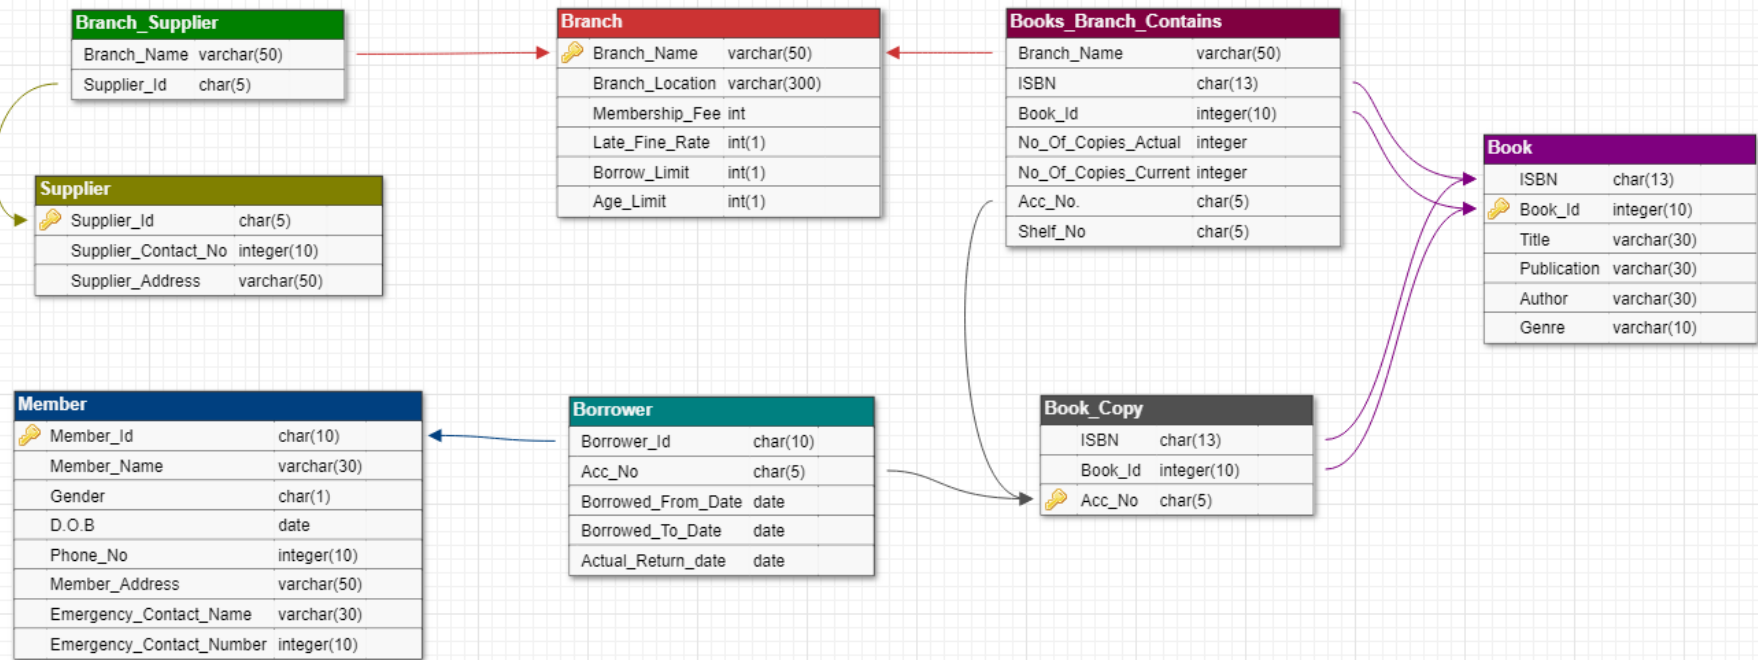 Branch_Supplier
Branch_Name varchar(50)
Supplier_Id char(5)
Branch
Branch_Name varchar(50)
Branch_Location varchar(300)
Membership_Fee int
Late_Fine_Rate int(1)
Borrow_Limit int(1)
Age_Limit int(1)
Books_Branch_Contains
Branch_Name varchar(50)
ISBN char(13)
Book_Id integer(10)
No_Of_Copies_Actual integer
No_Of_Copies_Current integer
Acc_No. char(5)
Shelf_No char(5)
Book
ISBN char(13)
Book_Id integer(10)
Title varchar(30)
Publication varchar(30)
Author varchar(30)
Genre varchar(10)
Supplier
Supplier_Id char(5)
Supplier_Contact_No integer(10)
Supplier_Address varchar(50)
Member
Member_Id char(10)
Member_Name varchar(30)
Gender char(1)
D.O.B date
Phone_No integer(10)
Member_Address varchar(50)
Emergency_Contact_Name varchar(30)
Emergency_Contact_Number integer(10)
Borrower
Borrower_Id char(10)
Acc_No char(5)
Borrowed_From_Date date
Borrowed_To_Date date
Actual_Return_date date
Book_Copy
ISBN char(13)
Book_Id integer(10)
Acc_No char(5)